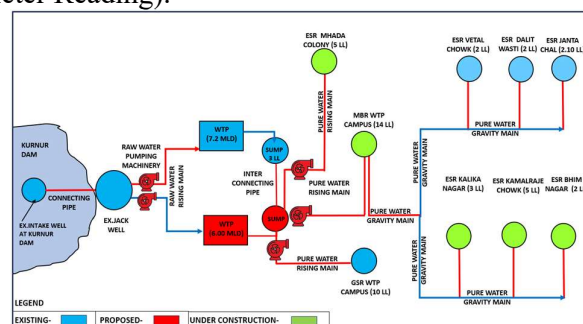 eter Reading).
ESR MHADA
COLONY (5 LL)
ESR VETAL
CHOWK (2 LL)
ESR DALIT
WASTI (2 LL)
ESR JANTA
CHAL (2.10 LL)
KURNUR
DAM
WTP
(7.2 MLD)
MBR WTP
CAMPUS (14 LL)
PURE WATER
RISING MAIN
RAW WATER
PUMPING
MACHINERY
SUMP
3 LL
PURE WATER
GRAVITY MAIN
PURE WATER
GRAVITY MAIN
RAW WATER
RISING MAIN
INTER
CONNECTING
PIPE
PURE WATER
RISING MAIN
ESR KALIKA
NAGAR (3 LL)
ESR KAMALRAJE
CHOWK (5 LL)
ESR BHIM
NAGAR (2 LL
CONNECTING
PIPE
EX.JACK
WELL
WTP
(6.00 MLD)
SUMP
PURE WATER
RISING MAIN
PURE WATER
GRAVITY MAIN
EX.INTAKE WELL
AT KURNUR
DAM
PURE WATER
GRAVITY MAIN
PURE WATER
RISING MAIN
GSR WTP
CAMPUS (10 LL)
PURE WATER
GRAVITY MAIN
LEGEND
EXISTING-
PROPOSED-
UNDER CONSTRUCTION-